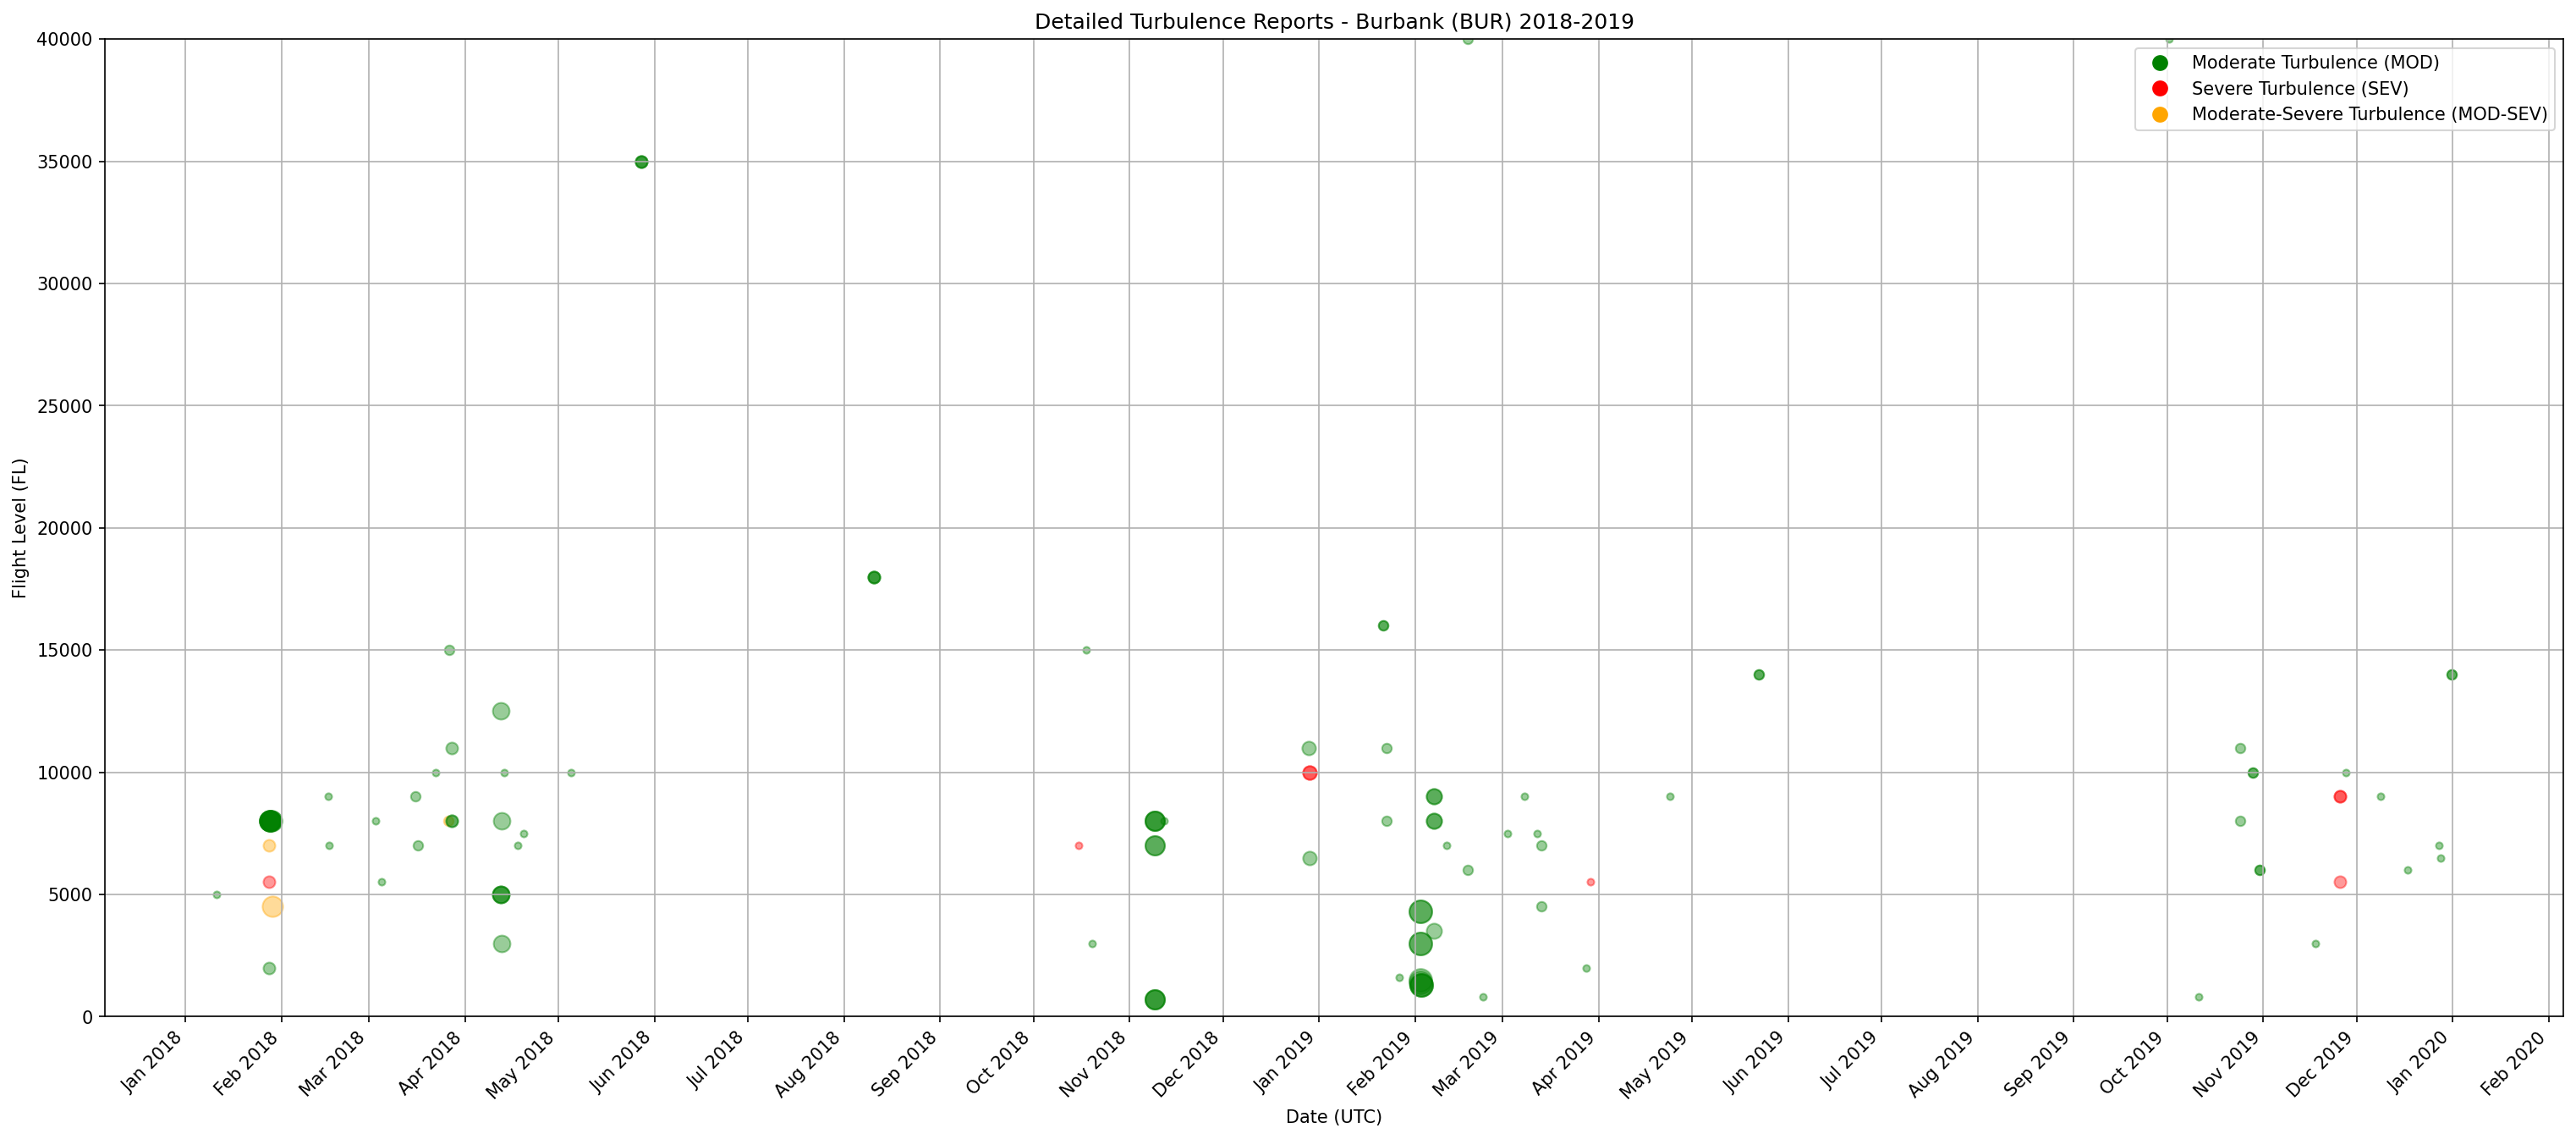 Detailed Turbulence Reports - Burbank (BUR) 2018-2019
Moderate Turbulence (MOD)
Severe Turbulence (SEV)
Moderate-Severe Turbulence (MOD-SEV)
Flight Level (FL)
40000
35000
30000
25000
20000
15000
10000
5000
0
Jan 2018
Feb 2018
Mar 2018
Apr 2018
May 2018
Jun 2018
Jul 2018
Aug 2018
Sep 2018
Oct 2018
Nov 2018
Dec 2018
Jan 2019
Feb 2019
Mar 2019
Apr 2019
May 2019
Jun 2019
Jul 2019
Aug 2019
Sep 2019
Oct 2019
Nov 2019
Dec 2019
Jan 2020
Feb 2020
Date (UTC)